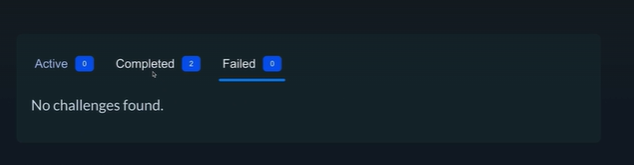 Active 0 Completed 2 Failed 0
No challenges found.